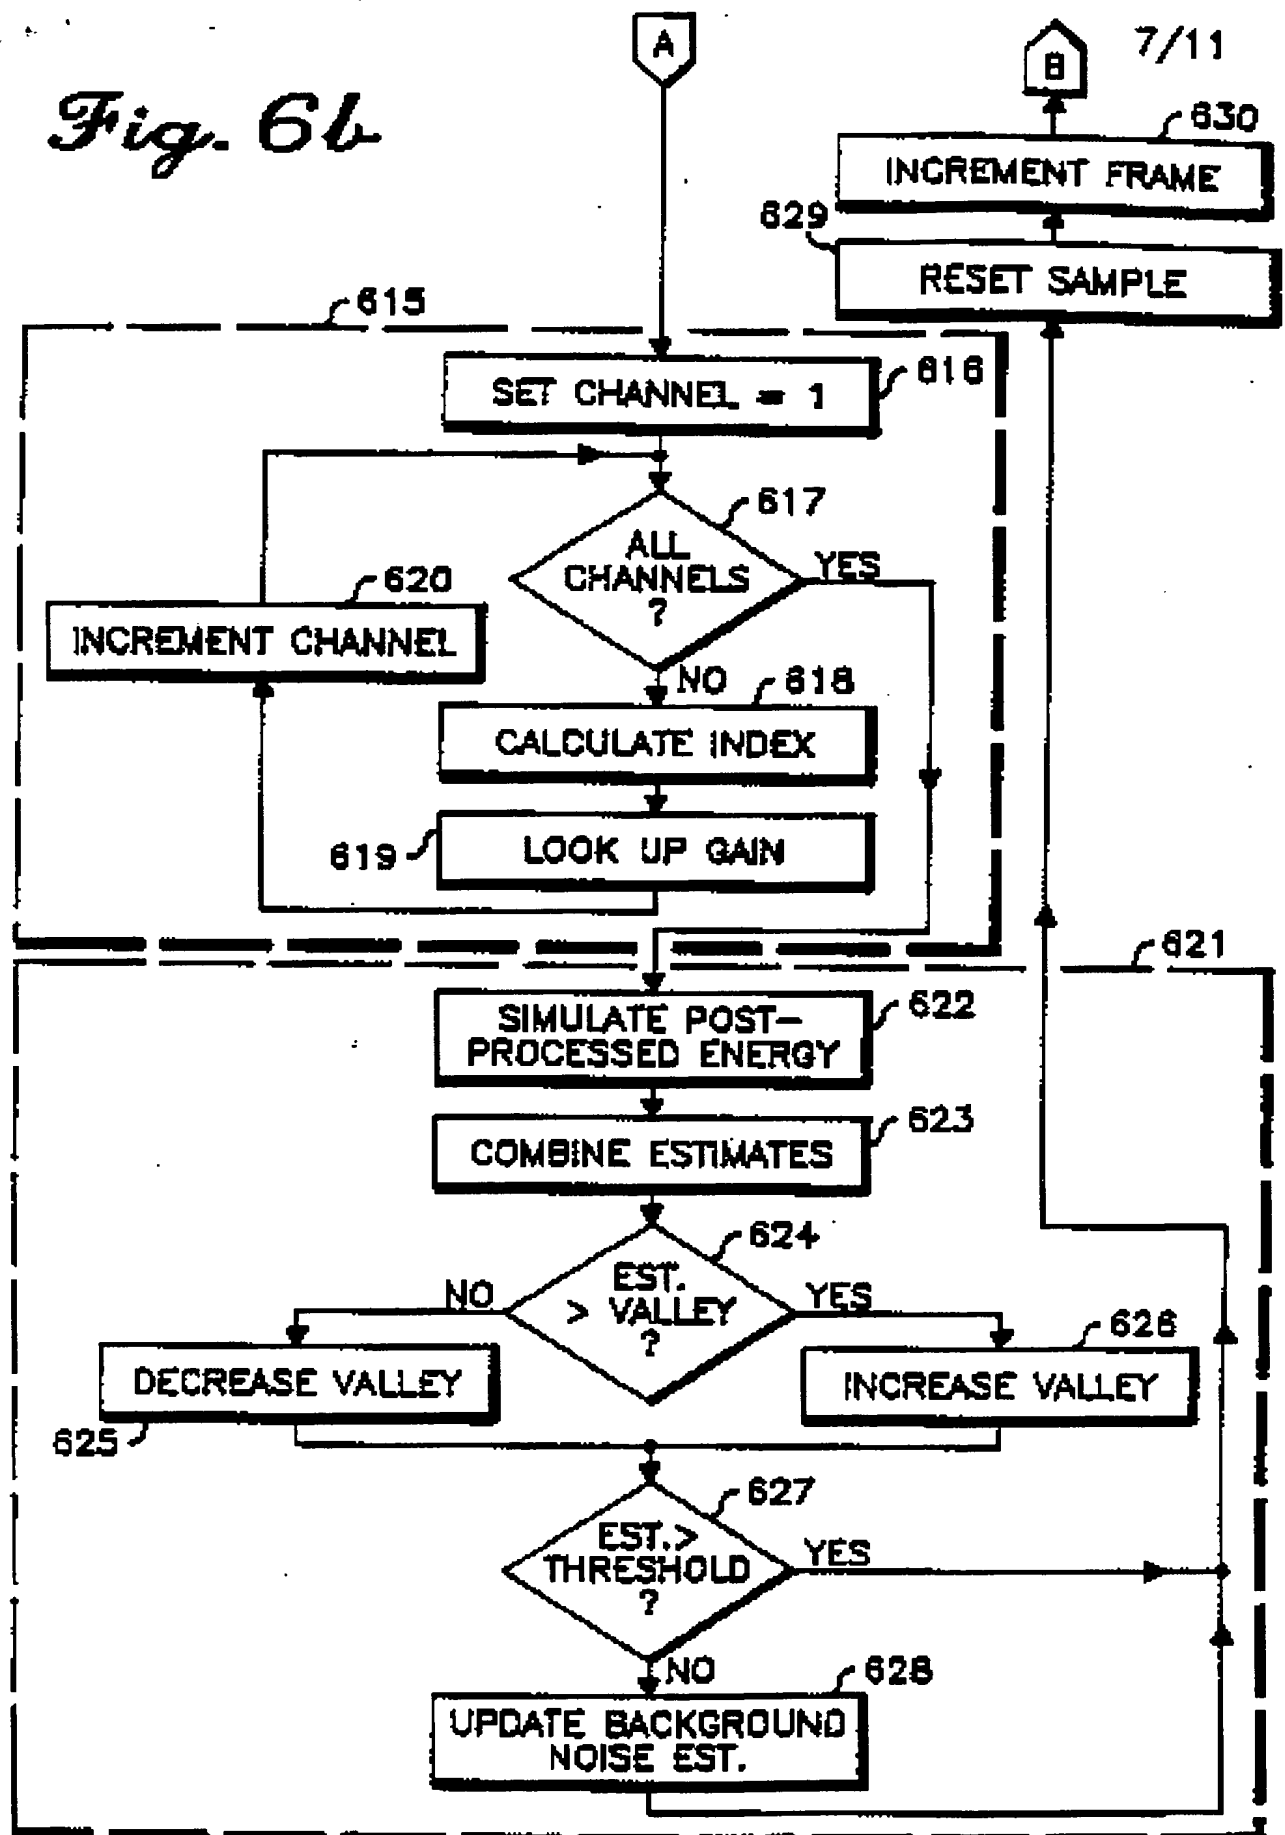 A
B
7/11
Fig. 6b
630
INCREMENT FRAME
629
RESET SAMPLE
615
SET CHANNEL = 1
616
617
ALL
CHANNELS
?
YES
620
INCREMENT CHANNEL
NO
618
CALCULATE INDEX
619
LOOK UP GAIN
621
SIMULATE POST-
PROCESSED ENERGY
622
623
COMBINE ESTIMATES
624
EST.
> VALLEY
?
NO
YES
626
DECREASE VALLEY
INCREASE VALLEY
625
627
EST.>
THRESHOLD
?
YES
NO
628
UPDATE BACKGROUND
NOISE EST.